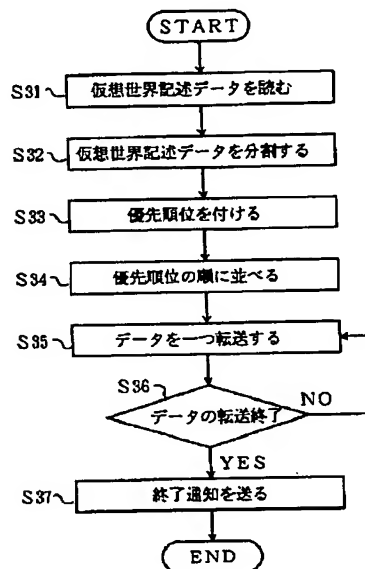 START
S31 仮想世界記述データを読む
S32 仮想世界記述データを分割する
S33 優先順位を付ける
S34 優先順位の順に並べる
S35 データを一つ転送する
S36
データの転送終了 NO
YES
S37 終了通知を送る
END